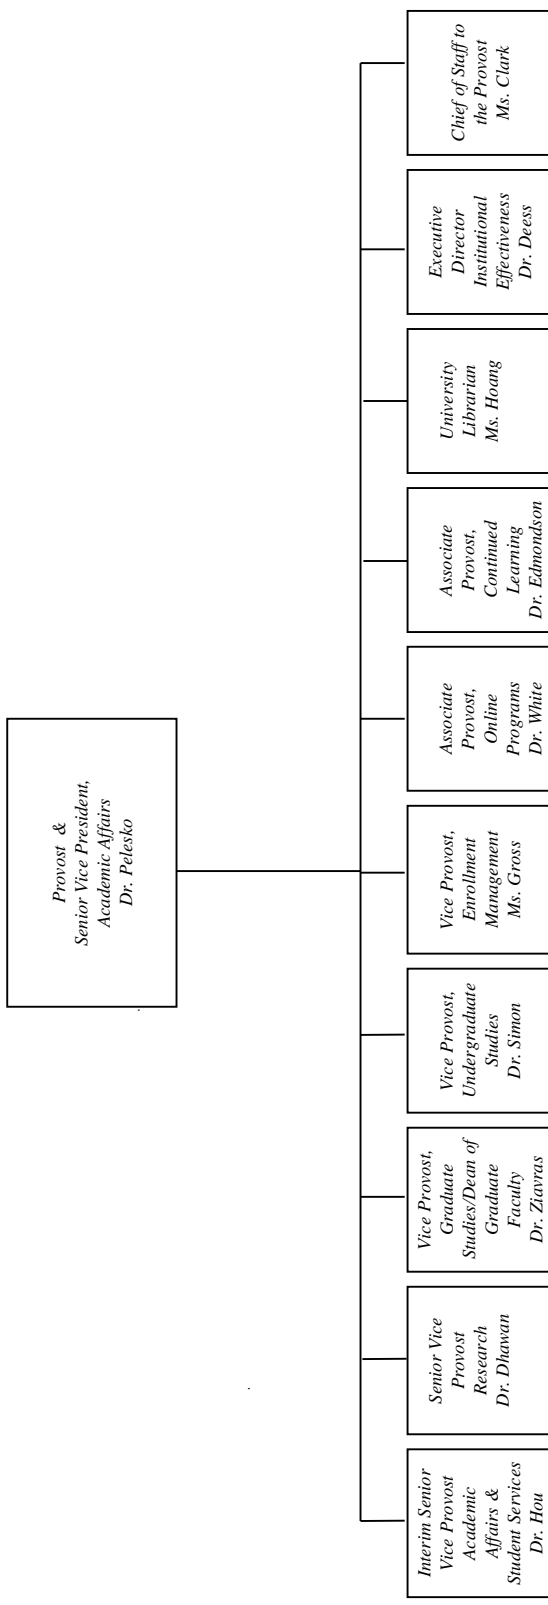 Provost &
Senior Vice President,
Academic Affairs
Dr. Pelesko
Interim Senior
Vice Provost
Academic
Affairs &
Student Services
Dr. Hou
Senior Vice
Provost
Research
Dr. Dhawan
Vice Provost,
Graduate
Studies/Dean of
Graduate
Faculty
Dr. Ziavras
Vice Provost,
Undergraduate
Studies
Dr. Simon
Vice Provost,
Enrollment
Management
Ms. Gross
Associate
Provost,
Online
Programs
Dr. White
Associate
Provost,
Continued
Learning
Dr. Edmondson
University
Librarian
Ms. Hoang
Executive
Director
Institutional
Effectiveness
Dr. Deess
Chief of Staff to
the Provost
Ms. Clark